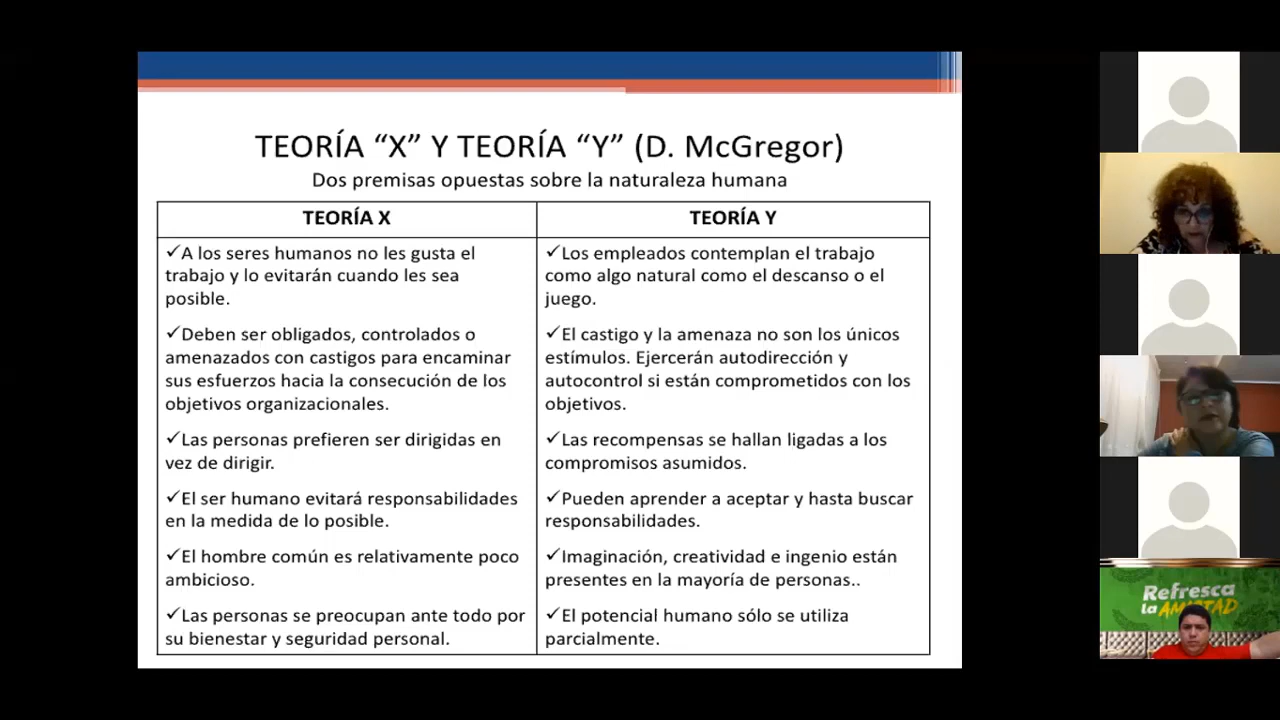 TEORÍA “X” Y TEORÍA “Y” (D. McGregor)
Dos premisas opuestas sobre la naturaleza humana
TEORÍA X
✓A los seres humanos no les gusta el
trabajo y lo evitarán cuando les sea
posible.
✓Deben ser obligados, controlados o
amenazados con castigos para encaminar
sus esfuerzos hacia la consecución de los
objetivos organizacionales.
✓Las personas prefieren ser dirigidas en
vez de dirigir.
✓El ser humano evitará responsabilidades
en la medida de lo posible.
✓El hombre común es relativamente poco
ambicioso.
✓Las personas se preocupan ante todo por
su bienestar y seguridad personal.
TEORÍA Y
✓Los empleados contemplan el trabajo
como algo natural como el descanso o el
juego.
✓El castigo y la amenaza no son los únicos
estímulos. Ejercerán autodirección y
autocontrol si están comprometidos con los
objetivos.
✓Las recompensas se hallan ligadas a los
compromisos asumidos.
✓Pueden aprender a aceptar y hasta buscar
responsabilidades.
✓Imaginación, creatividad e ingenio están
presentes en la mayoría de personas..
✓El potencial humano sólo se utiliza
parcialmente.
Refresca
la AMISTAD